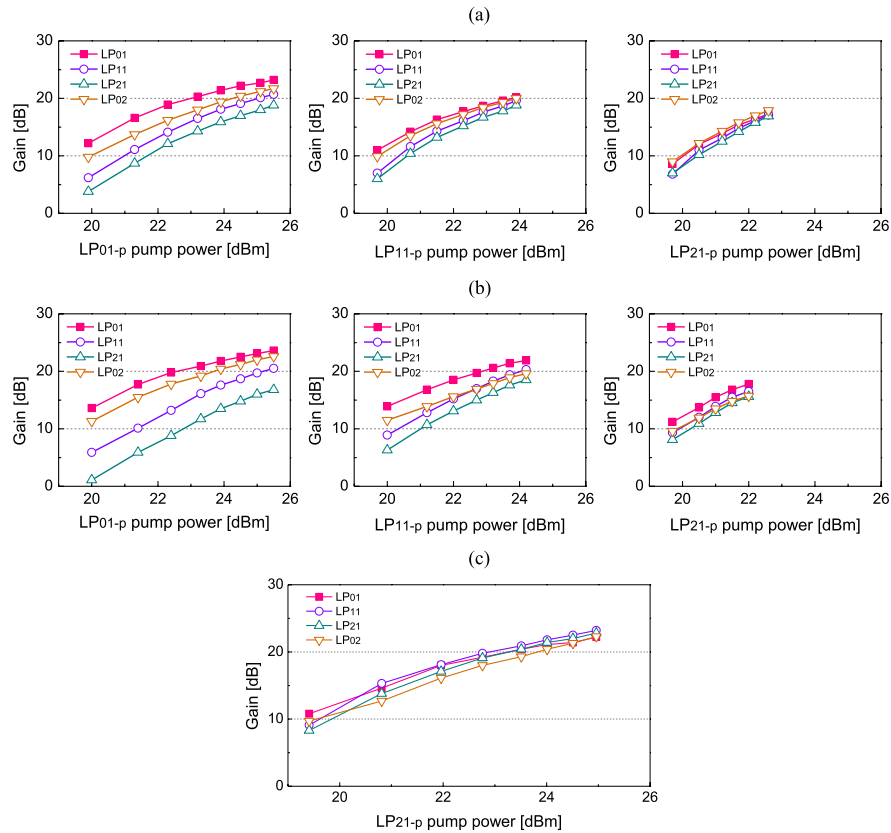 (a)
30
20
10
0
Gain [dB]
LP01
LP11
LP21
LP02
20 22 24 26
LP01-p pump power [dBm]
30
20
10
0
Gain [dB]
LP01
LP11
LP21
LP02
20 22 24 26
LP11-p pump power [dBm]
30
20
10
0
Gain [dB]
LP01
LP11
LP21
LP02
20 22 24 26
LP21-p pump power [dBm]
(b)
30
20
10
0
Gain [dB]
LP01
LP11
LP21
LP02
20 22 24 26
LP01-p pump power [dBm]
30
20
10
0
Gain [dB]
LP01
LP11
LP21
LP02
20 22 24 26
LP11-p pump power [dBm]
30
20
10
0
Gain [dB]
LP01
LP11
LP21
LP02
20 22 24 26
LP21-p pump power [dBm]
(c)
30
20
10
0
Gain [dB]
LP01
LP11
LP21
LP02
20 22 24 26
LP21-p pump power [dBm]